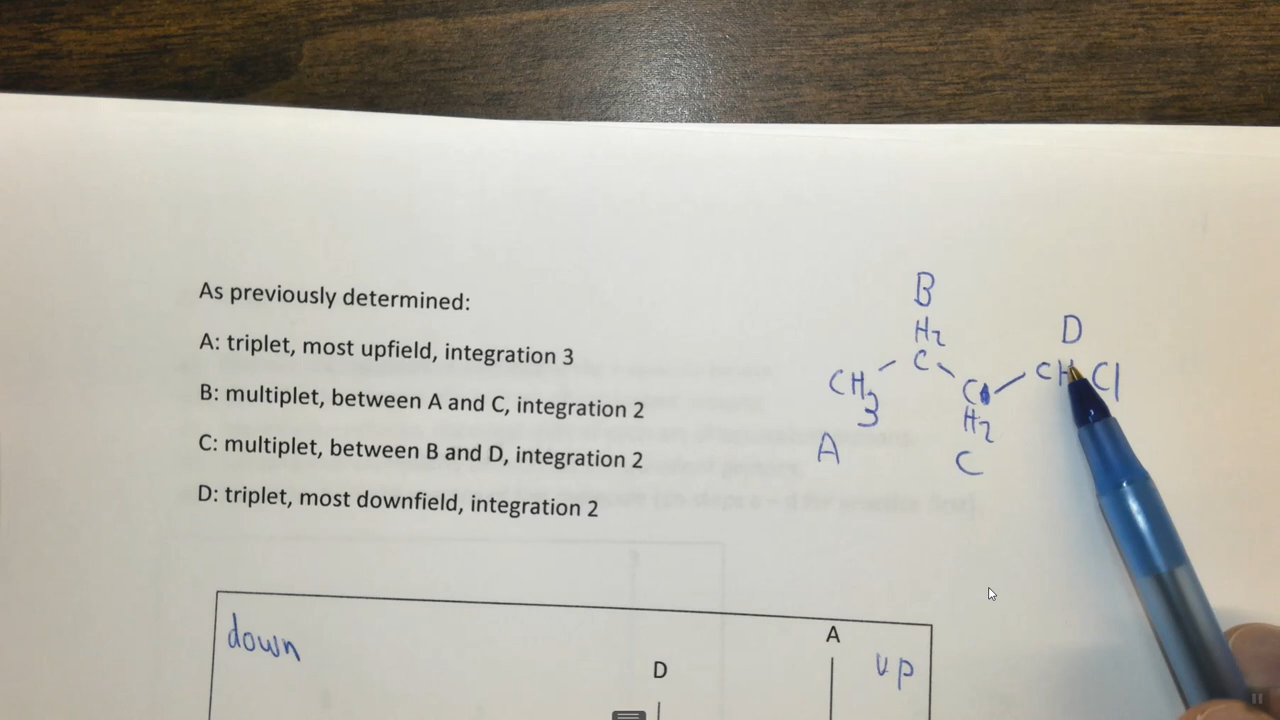 As previously determined:
A: triplet, most upfield, integration 3
B: multiplet, between A and C, integration 2
C: multiplet, between B and D, integration 2
D: triplet, most downfield, integration 2
B
H2
C
CH3
3
A
C
H2
C
D
CH Cl
down
D
A
up